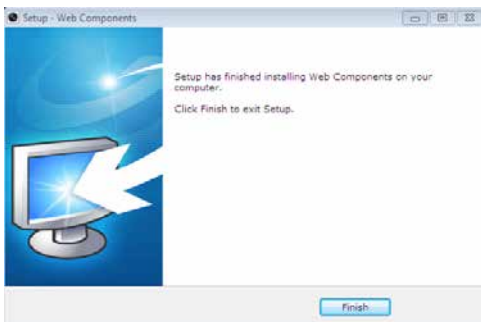 Setup - Web Components
Setup has finished installing Web Components on your
computer.
Click Finish to exit Setup.
Finish